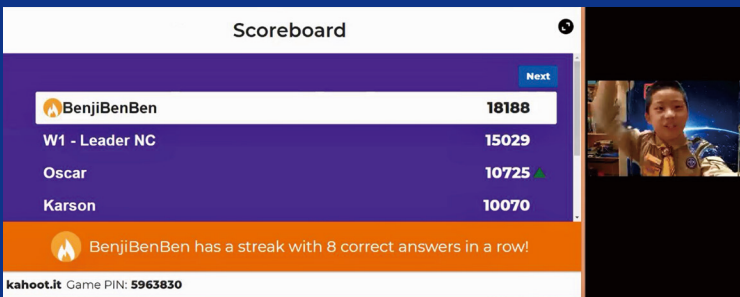 Scoreboard
Next
BenjiBenBen 18188
W1 - Leader NC 15029
Oscar 10725
Karson 10070
BenjiBenBen has a streak with 8 correct answers in a row!
kahoot.it Game PIN: 5963830